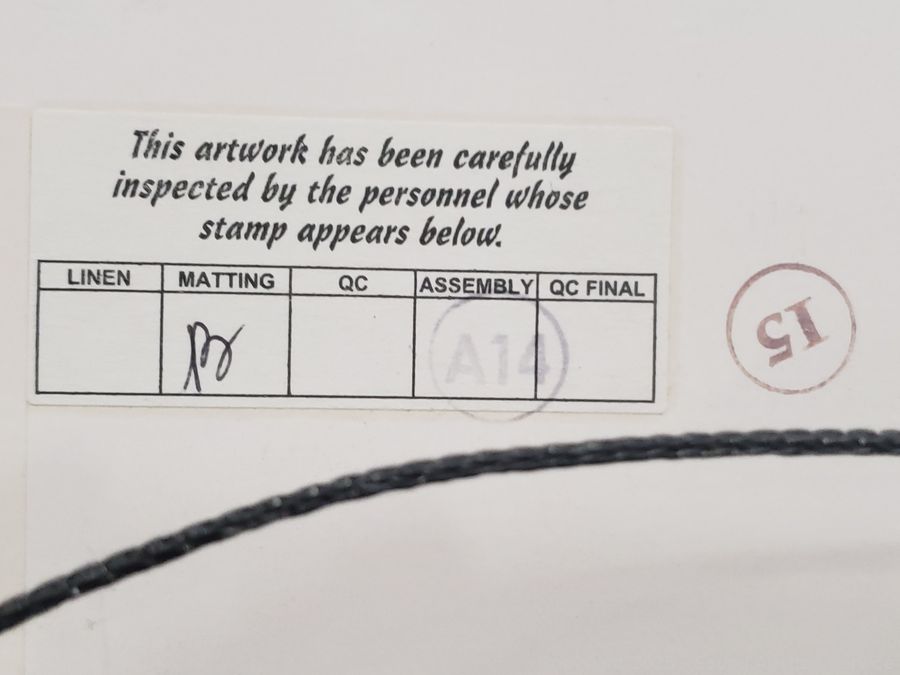 This artwork has been carefully
inspected by the personnel whose
stamp appears below.
LINEN MATTING QC ASSEMBLY QC FINAL
A14
15